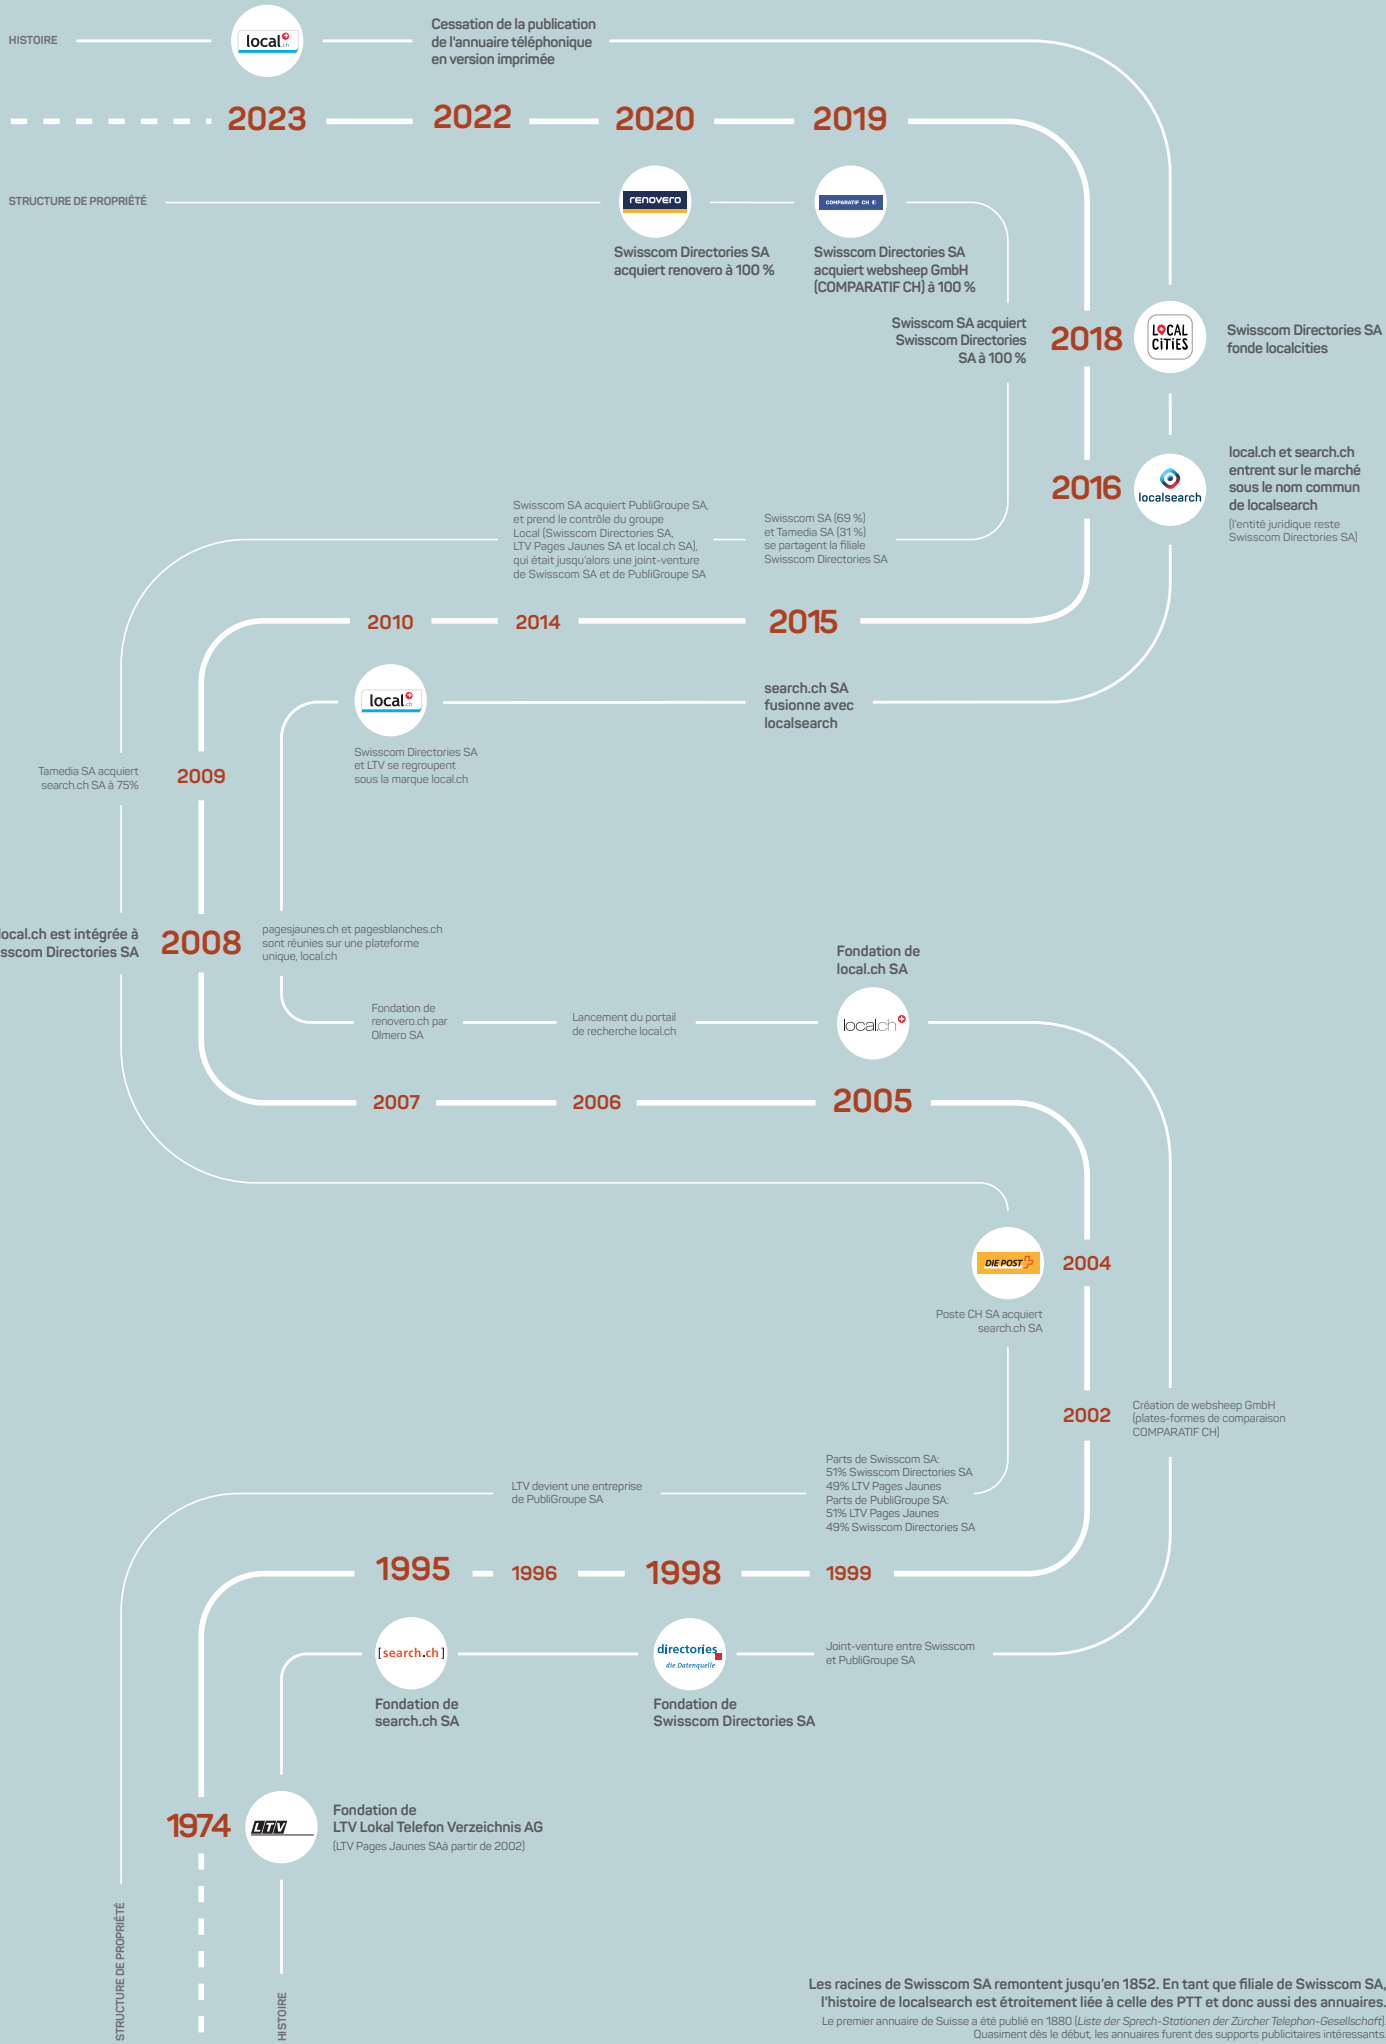 HISTOIRE
local.ch
Cessation de la publication
de l'annuaire téléphonique
en version imprimée
2023
2022
2020
2019
STRUCTURE DE PROPRIÉTÉ
renovero
COMPARATIF CH
Swisscom Directories SA
acquiert renovero à 100 %
Swisscom Directories SA
acquiert websheep GmbH
(COMPARATIF CH) à 100 %
Swisscom SA acquiert
Swisscom Directories
SA à 100 %
2018
LOCAL
CiTiES
Swisscom Directories SA
fonde localcities
2016
localsearch
local.ch et search.ch
entrent sur le marché
sous le nom commun
de localsearch
(l'entité juridique reste
Swisscom Directories SA)
Swisscom SA acquiert PubliGroupe SA,
et prend le contrôle du groupe
Local (Swisscom Directories SA,
LTV Pages Jaunes SA et local.ch SA),
qui était jusqu'alors une joint-venture
de Swisscom SA et de PubliGroupe SA
Swisscom SA (69 %)
et Tamedia SA (31 %)
se partagent la filiale
Swisscom Directories SA
2010
2014
2015
local.ch
Swisscom Directories SA
et LTV se regroupent
sous la marque local.ch
search.ch SA
fusionne avec
localsearch
Tamedia SA acquiert
search.ch SA à 75%
2009
local.ch est intégrée à
sscom Directories SA
2008
pagesjaunes.ch et pagesblanches.ch
sont réunies sur une plateforme
unique, local.ch
Fondation de
renovero.ch par
Olmero SA
Lancement du portail
de recherche local.ch
Fondation de
local.ch SA
local.ch
2007
2006
2005
DIE POST
2004
Poste CH SA acquiert
search.ch SA
2002
Création de websheep GmbH
(plates-formes de comparaison
COMPARATIF CH)
LTV devient une entreprise
de PubliGroupe SA
Parts de Swisscom SA:
51% Swisscom Directories SA
49% LTV Pages Jaunes
Parts de PubliGroupe SA:
51% LTV Pages Jaunes
49% Swisscom Directories SA
1995
1996
1998
1999
[search.ch]
Fondation de
search.ch SA
directories
die Datenquelle
Fondation de
Swisscom Directories SA
Joint-venture entre Swisscom
et PubliGroupe SA
1974
LTV
Fondation de
LTV Lokal Telefon Verzeichnis AG
(LTV Pages Jaunes SAà partir de 2002)
STRUCTURE DE PROPRIÉTÉ
HISTOIRE
Les racines de Swisscom SA remontent jusqu'en 1852. En tant que filiale de Swisscom SA,
l'histoire de localsearch est étroitement liée à celle des PTT et donc aussi des annuaires.
Le premier annuaire de Suisse a été publié en 1880 (Liste der Sprech-Stationen der Zürcher Telephon-Gesellschaft).
Quasiment dès le début, les annuaires furent des supports publicitaires intéressants.